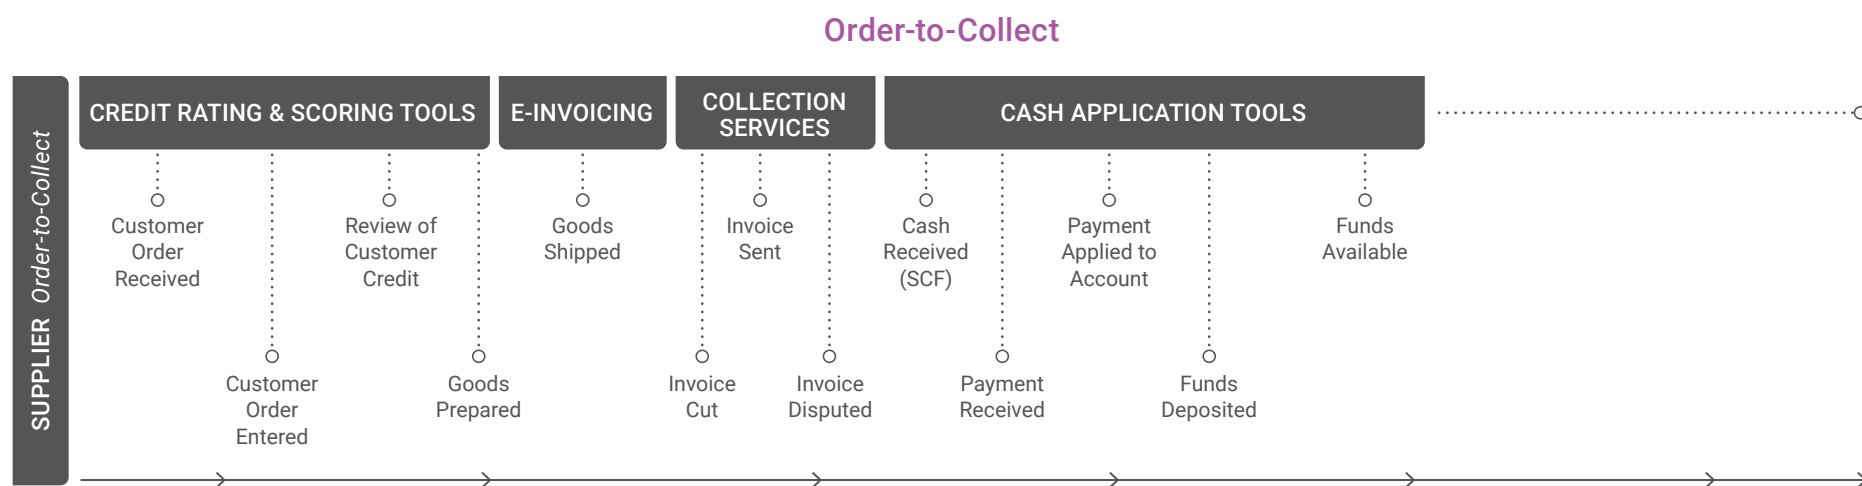 Order-to-Collect
SUPPLIER Order-to-Collect
CREDIT RATING & SCORING TOOLS
E-INVOICING
COLLECTION
SERVICES
CASH APPLICATION TOOLS
Customer
Order
Received
Customer
Order
Entered
Review of
Customer
Credit
Goods
Prepared
Goods
Shipped
Invoice
Cut
Invoice
Sent
Invoice
Disputed
Cash
Received
(SCF)
Payment
Received
Payment
Applied to
Account
Funds
Deposited
Funds
Available